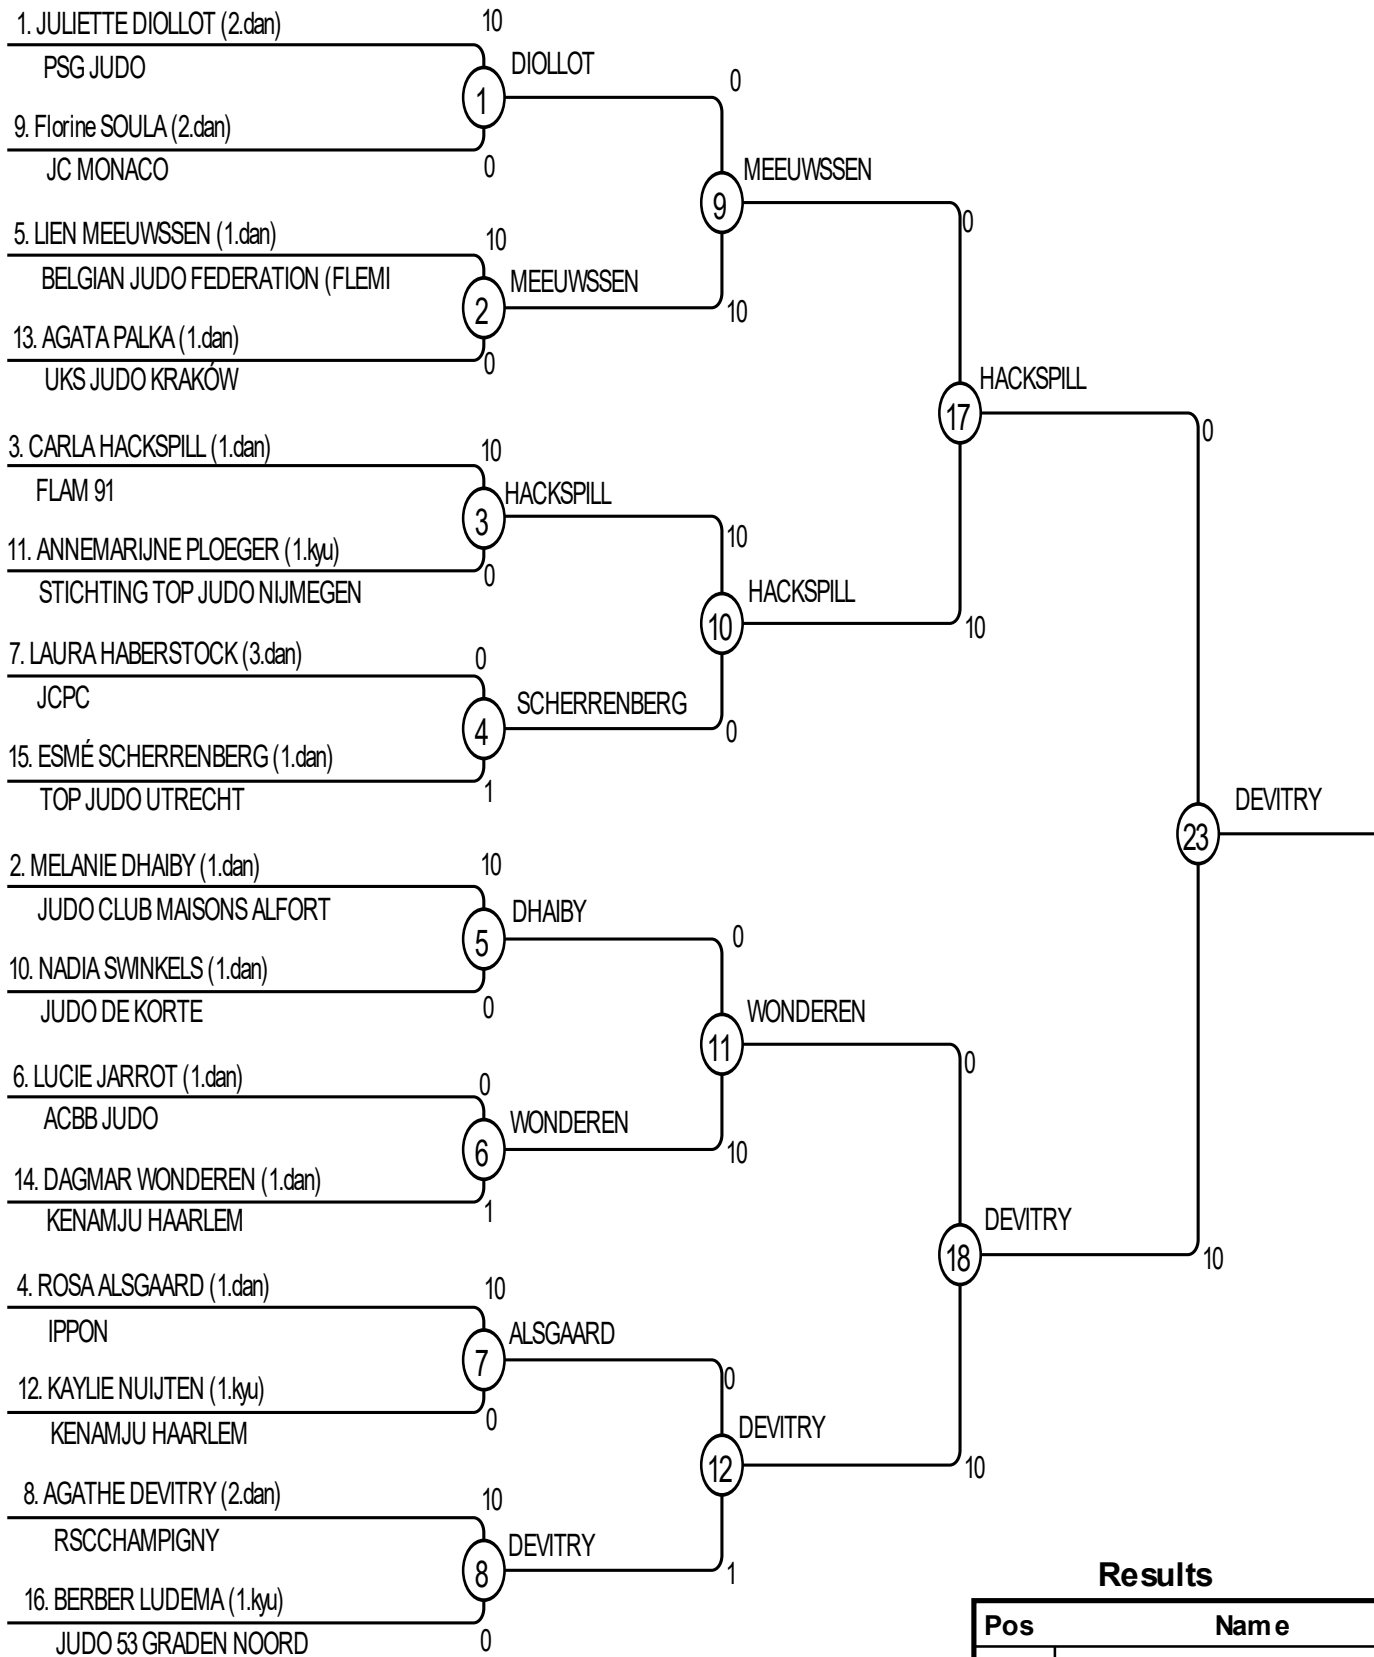 1. JULIETTE DIOLLOT (2.dan)
10
PSG JUDO
1
DIOLLOT
0
9. Florine SOULA (2.dan)
JC MONACO
0
9
MEEUWSSEN
0
5. LIEN MEEUWSSEN (1.dan)
10
BELGIAN JUDO FEDERATION (FLEMI
2
MEEUWSSEN
10
13. AGATA PALKA (1.dan)
0
UKS JUDO KRAKÓW
17
HACKSPILL
0
3. CARLA HACKSPILL (1.dan)
10
FLAM 91
3
HACKSPILL
10
11. ANNEMARIJNE PLOEGER (1.kyu)
0
STICHTING TOP JUDO NIJMEGEN
10
HACKSPILL
10
7. LAURA HABERSTOCK (3.dan)
0
JCPC
4
SCHERRENBERG
0
15. ESMÉ SCHERRENBERG (1.dan)
TOP JUDO UTRECHT
1
23
DEVITRY
2. MELANIE DHAIBY (1.dan)
10
JUDO CLUB MAISONS ALFORT
5
DHAIBY
0
10. NADIA SWINKELS (1.dan)
JUDO DE KORTE
0
11
WONDEREN
0
6. LUCIE JARROT (1.dan)
0
ACBB JUDO
6
WONDEREN
10
14. DAGMAR WONDEREN (1.dan)
KENAMJU HAARLEM
1
18
DEVITRY
10
4. ROSA ALSGAARD (1.dan)
10
IPPON
7
ALSGAARD
0
12. KAYLIE NUIJTEN (1.kyu)
0
KENAMJU HAARLEM
12
DEVITRY
10
8. AGATHE DEVITRY (2.dan)
10
RSCCHAMPIGNY
8
DEVITRY
1
16. BERBER LUDEMA (1.kyu)
JUDO 53 GRADEN NOORD
0
Results
Pos Name